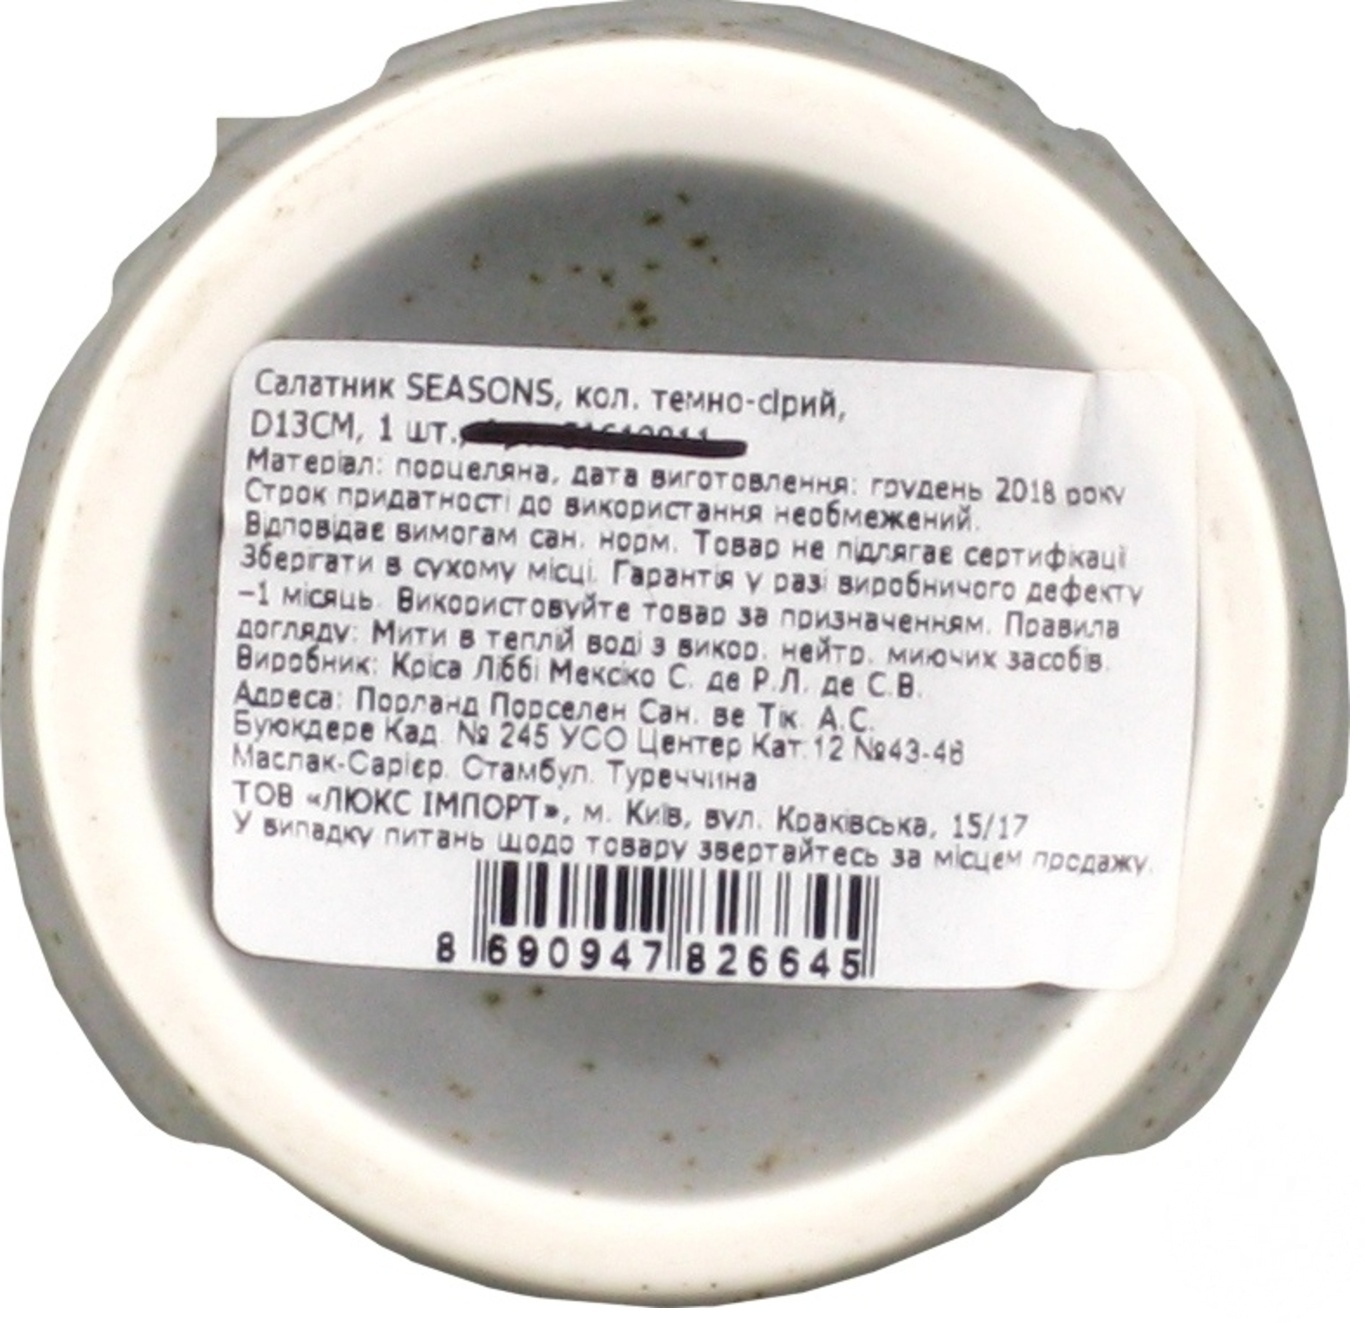 Салатник SEASONS, кол. темно-сірий,
D13СМ, 1 шт.,
Матеріал: порцеляна, дата виготовлення: грудень 2018 року
Строк придатності до використання необмежений.
Відповідає вимогам сан. норм. Товар не підлягає сертифікації
Зберігати в сухому місці. Гарантія у разі виробничого дефекту
–1 місяць. Використовуйте товар за призначенням. Правила
догляду: Мити в теплій воді з викор. нейтр. миючих засобів.
Виробник: Кріса Ліббі Мексіко С. де Р.Л. де С.В.
Адреса: Порланд Порселен Сан. ве Тік. А.С.
Буюкдере Кад. № 245 УСО Центер Кат.12 №43-48
Маслак-Сарієр. Стамбул. Туреччина
ТОВ «ЛЮКС ІМПОРТ», м. Київ, вул. Краківська, 15/17
У випадку питань щодо товару звертайтесь за місцем продажу.
8 690947 826645